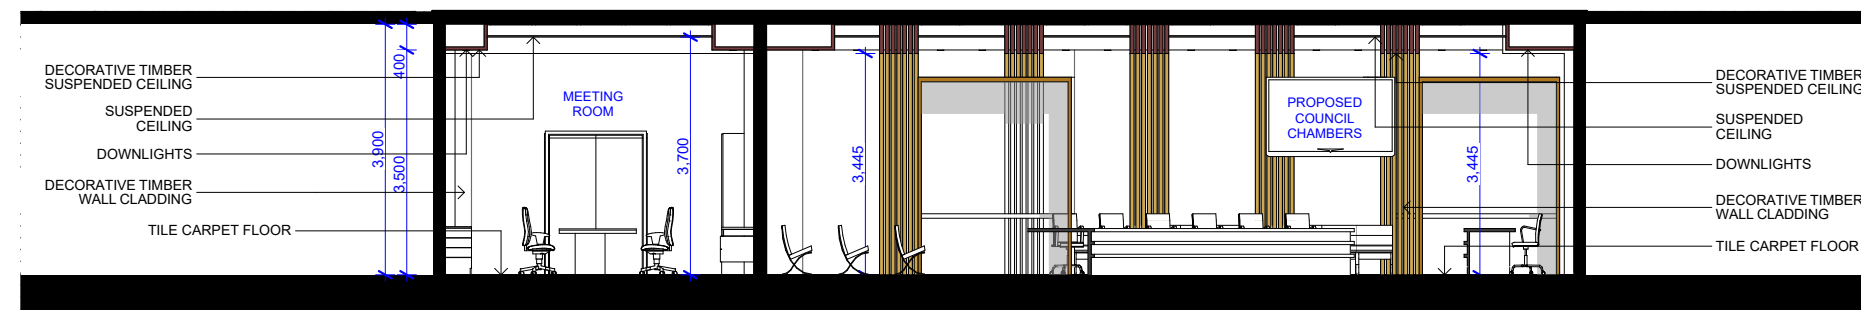 DECORATIVE TIMBER
SUSPENDED CEILING
SUSPENDED
CEILING
DOWNLIGHTS
DECORATIVE TIMBER
WALL CLADDING
TILE CARPET FLOOR
3,900
400
3,500
MEETING
ROOM
3,700
3,445
PROPOSED
COUNCIL
CHAMBERS
3,445
DECORATIVE TIMBER
SUSPENDED CEILING
SUSPENDED
CEILING
DOWNLIGHTS
DECORATIVE TIMBER
WALL CLADDING
TILE CARPET FLOOR